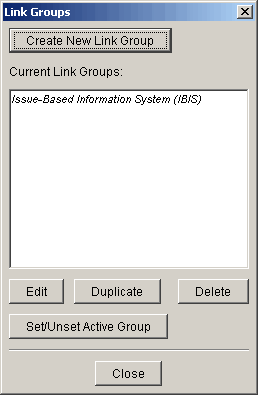 Link Groups
Create New Link Group
Current Link Groups:
Issue-Based Information System (IBIS)
Edit Duplicate Delete
Set/Unset Active Group
Close